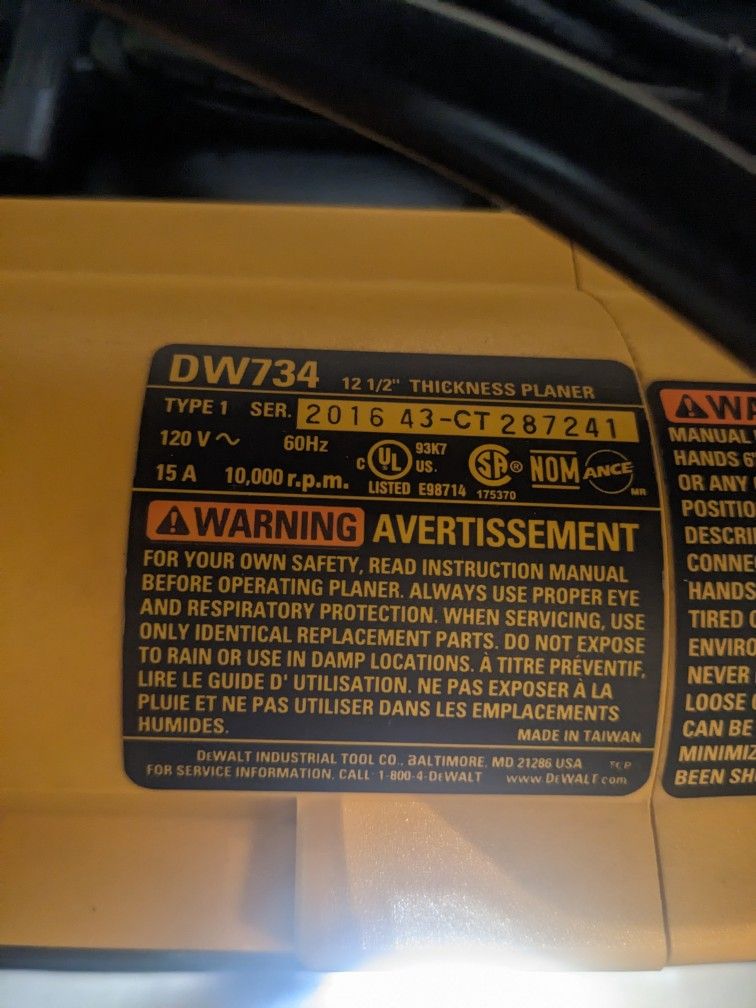 DW734 12 1/2" THICKNESS PLANER
TYPE 1 SER. 2016 43-CT 287241
120 V ~ 60Hz
15 A 10,000 r.p.m.
C UL US. 93K7
LISTED E98714
SA ® 175370
NOM ANCE MR
WARNING AVERTISSEMENT
FOR YOUR OWN SAFETY, READ INSTRUCTION MANUAL
BEFORE OPERATING PLANER. ALWAYS USE PROPER EYE
AND RESPIRATORY PROTECTION. WHEN SERVICING, USE
ONLY IDENTICAL REPLACEMENT PARTS. DO NOT EXPOSE
TO RAIN OR USE IN DAMP LOCATIONS. À TITRE PRÉVENTIF,
LIRE LE GUIDE D' UTILISATION. NE PAS EXPOSER À LA
PLUIE ET NE PAS UTILISER DANS LES EMPLACEMENTS
HUMIDES.
MADE IN TAIWAN
DEWALT INDUSTRIAL TOOL CO., BALTIMORE, MD 21286 USA
FOR SERVICE INFORMATION, CALL 1-800-4-DEWALT www.DEWALT.com
WA
MANUAL
HANDS 6
OR ANY
POSITIO
DESCRI
CONNE
HANDS
TIRED
ENVIRO
NEVER
LOOSE
CAN BE
MINIMIZ
BEEN SH